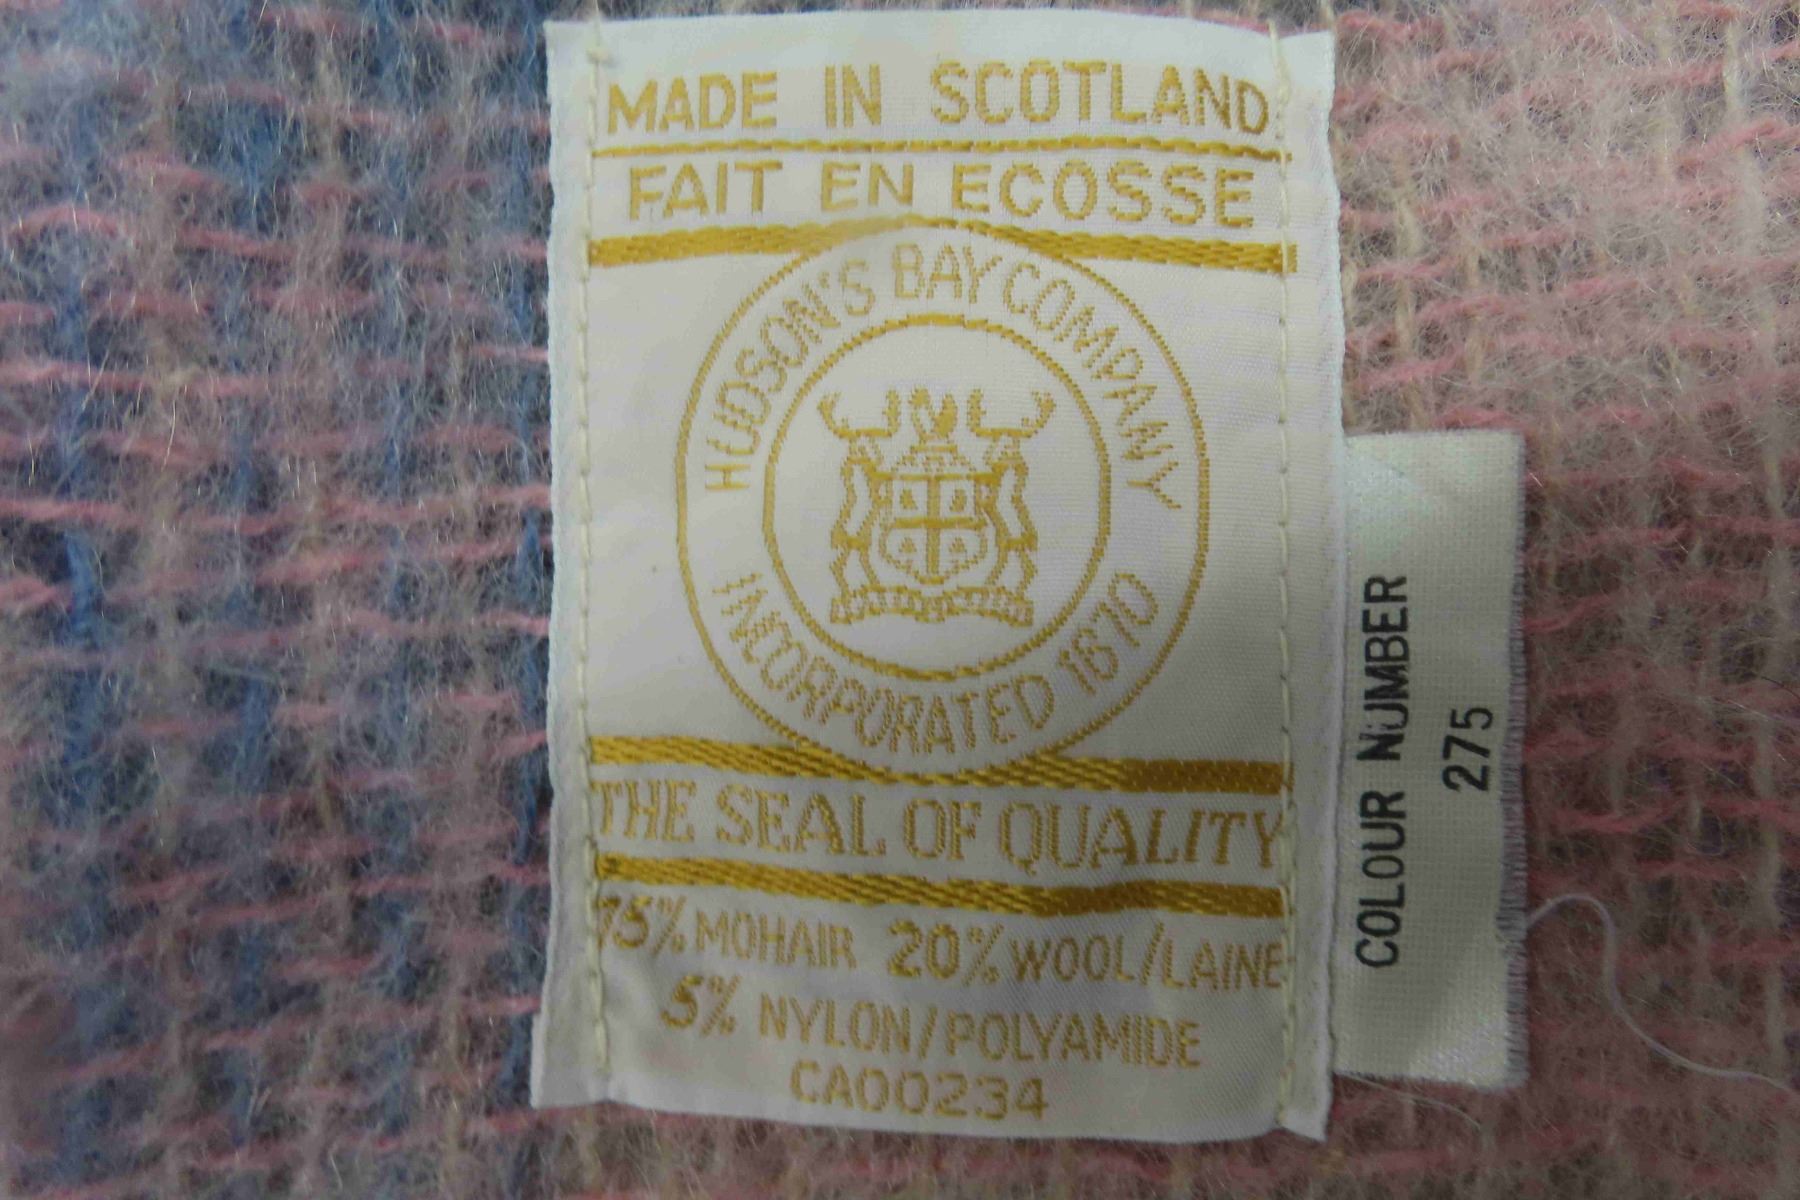 MADE IN SCOTLAND
FAIT EN ECOSSE
HUDSON'S BAY COMPANY
INCORPORATED 1670
THE SEAL OF QUALITY
75% MOHAIR 20% WOOL/LAINE
5% NYLON/POLYAMIDE
CA00234
COLOUR NUMBER
275